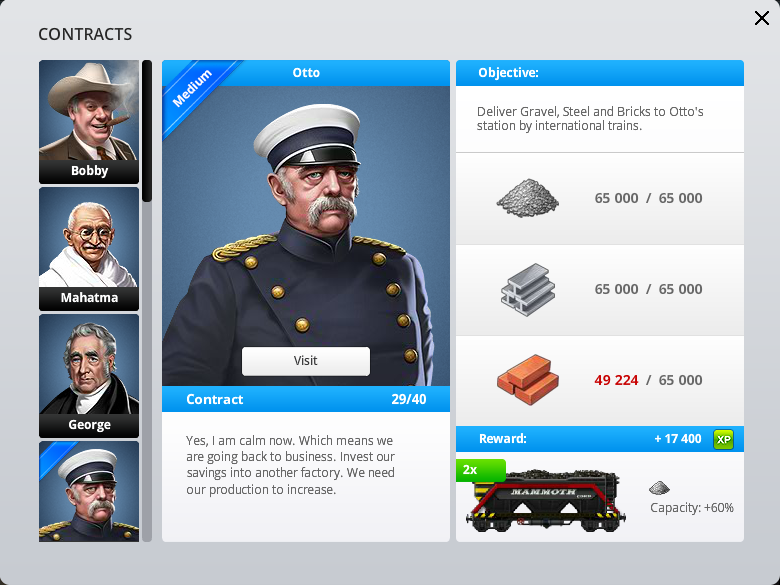 CONTRACTS
Bobby
Mahatma
George
Medium
Otto
Visit
Contract 29/40
Yes, I am calm now. Which means we
are going back to business. Invest our
savings into another factory. We need
our production to increase.
Objective:
Deliver Gravel, Steel and Bricks to Otto's
station by international trains.
65 000 / 65 000
65 000 / 65 000
49 224 / 65 000
Reward: + 17 400 XP
2x
MAMMOTH
Capacity: +60%